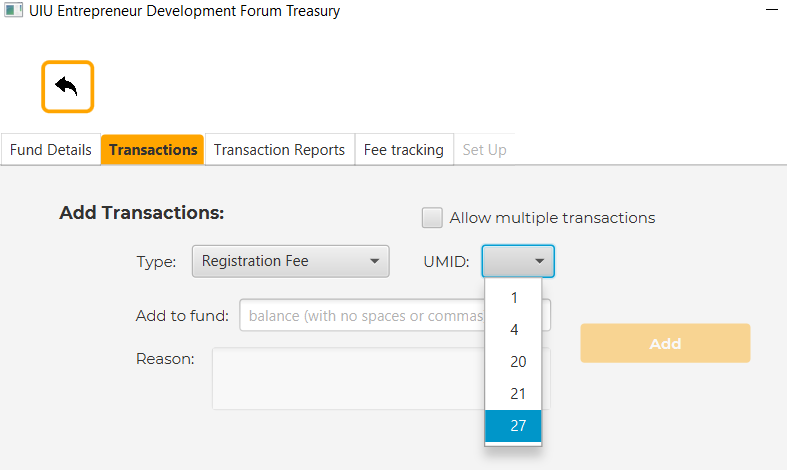 UIU Entrepreneur Development Forum Treasury
Fund Details Transactions Transaction Reports Fee tracking Set Up
Add Transactions: Allow multiple transactions
Type: Registration Fee UMID:
1
Add to fund: balance (with no spaces or commas
4
Add
Reason:
20
21
27